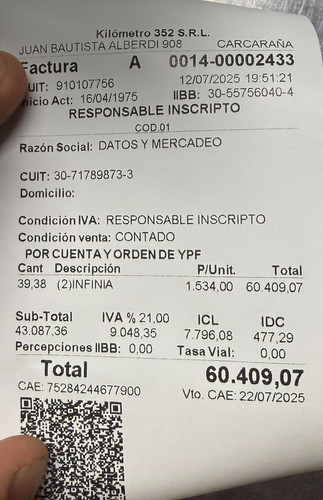 Kilómetro 352 S.R.L.
JUAN BAUTISTA ALBERDI 908 CARCARAÑA
Factura A 0014-00002433
UIT: 910107756 12/07/2025 19:51:21
nicio Act: 16/04/1975 IIBB: 30-55756040-4
RESPONSABLE INSCRIPTO
COD.01
Razón Social: DATOS Y MERCADEO
CUIT: 30-71789873-3
Domicilio:
Condición IVA: RESPONSABLE INSCRIPTO
Condición venta: CONTADO
POR CUENTA Y ORDEN DE YPF
Cant Descripción P/Unit. Total
39,38 (2)INFINIA 1.534,00 60.409,07
Sub-Total IVA % 21,00 ICL IDC
43.087,36 9.048,35 7.796,08 477,29
Percepciones IIBB: 0,00 Tasa Vial: 0,00
Total 60.409,07
CAE: 75284244677900 Vto. CAE: 22/07/2025